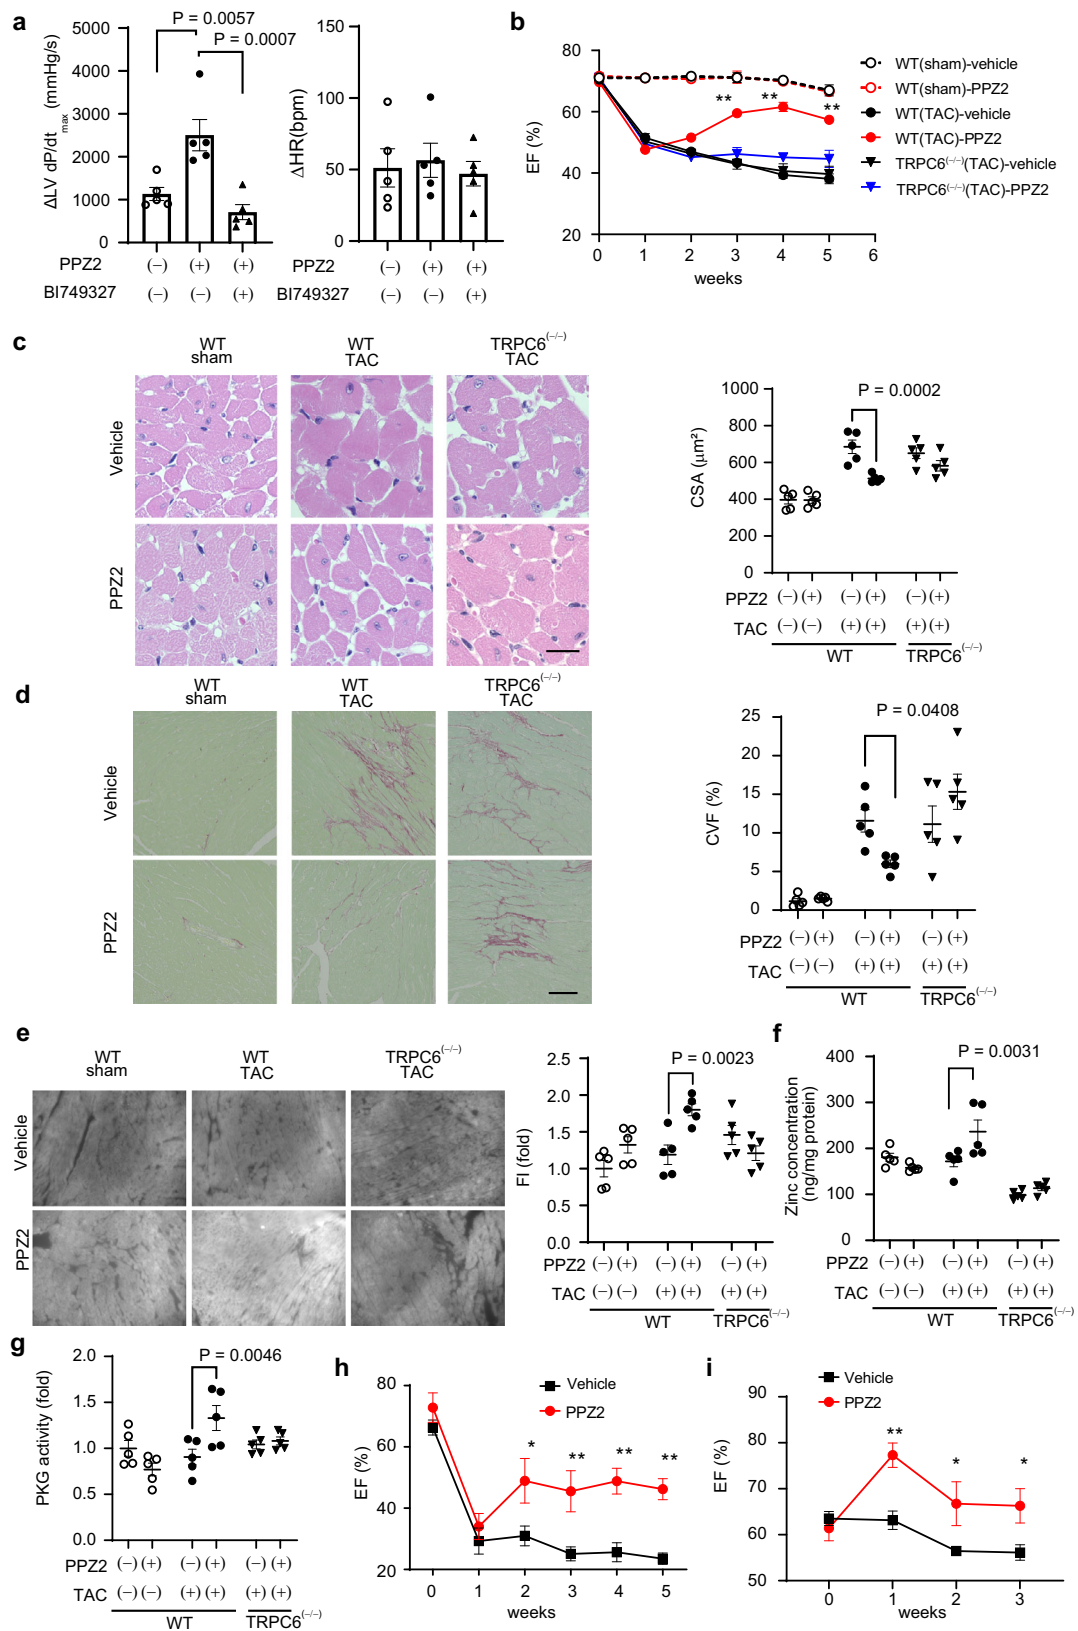 a
P = 0.0057
P = 0.0007
ΔLV dP/dt max (mmHg/s)
5000
4000
3000
2000
1000
0
PPZ2 (−) (+) (+)
BI749327 (−) (−) (+)
ΔHR(bpm)
150
100
50
0
PPZ2 (−) (+) (+)
BI749327 (−) (−) (+)
b
EF (%)
80
60
40
20
** ** **
0 1 2 3 4 5 6
weeks
WT(sham)-vehicle
WT(sham)-PPZ2
WT(TAC)-vehicle
WT(TAC)-PPZ2
TRPC6(−/−)(TAC)-vehicle
TRPC6(−/−)(TAC)-PPZ2
c
WT sham
WT TAC
TRPC6(−/−) TAC
Vehicle
PPZ2
CSA (μm²)
1000
800
600
400
200
0
P = 0.0002
PPZ2 (−) (+) (−) (+) (−) (+)
TAC (−) (−) (+) (+) (+) (+)
WT TRPC6(−/−)
d
WT sham
WT TAC
TRPC6(−/−) TAC
Vehicle
PPZ2
CVF (%)
25
20
15
10
5
0
P = 0.0408
PPZ2 (−) (+) (−) (+) (−) (+)
TAC (−) (−) (+) (+) (+) (+)
WT TRPC6(−/−)
e
WT sham
WT TAC
TRPC6(−/−) TAC
Vehicle
PPZ2
FI (fold)
2.5
2.0
1.5
1.0
0.5
0.0
P = 0.0023
PPZ2 (−) (+) (−) (+) (−) (+)
TAC (−) (−) (+) (+) (+) (+)
WT TRPC6(−/−)
f
Zinc concentration
(ng/mg protein)
400
300
200
100
0
P = 0.0031
PPZ2 (−) (+) (−) (+) (−) (+)
TAC (−) (−) (+) (+) (+) (+)
WT TRPC6(−/−)
g
PKG activity (fold)
2.0
1.5
1.0
0.5
0.0
P = 0.0046
PPZ2 (−) (+) (−) (+) (−) (+)
TAC (−) (−) (+) (+) (+) (+)
WT TRPC6(−/−)
h
Vehicle
PPZ2
EF (%)
80
60
40
20
* ** ** **
0 1 2 3 4 5
weeks
i
Vehicle
PPZ2
EF (%)
90
80
70
60
50
** * *
0 1 2 3
weeks